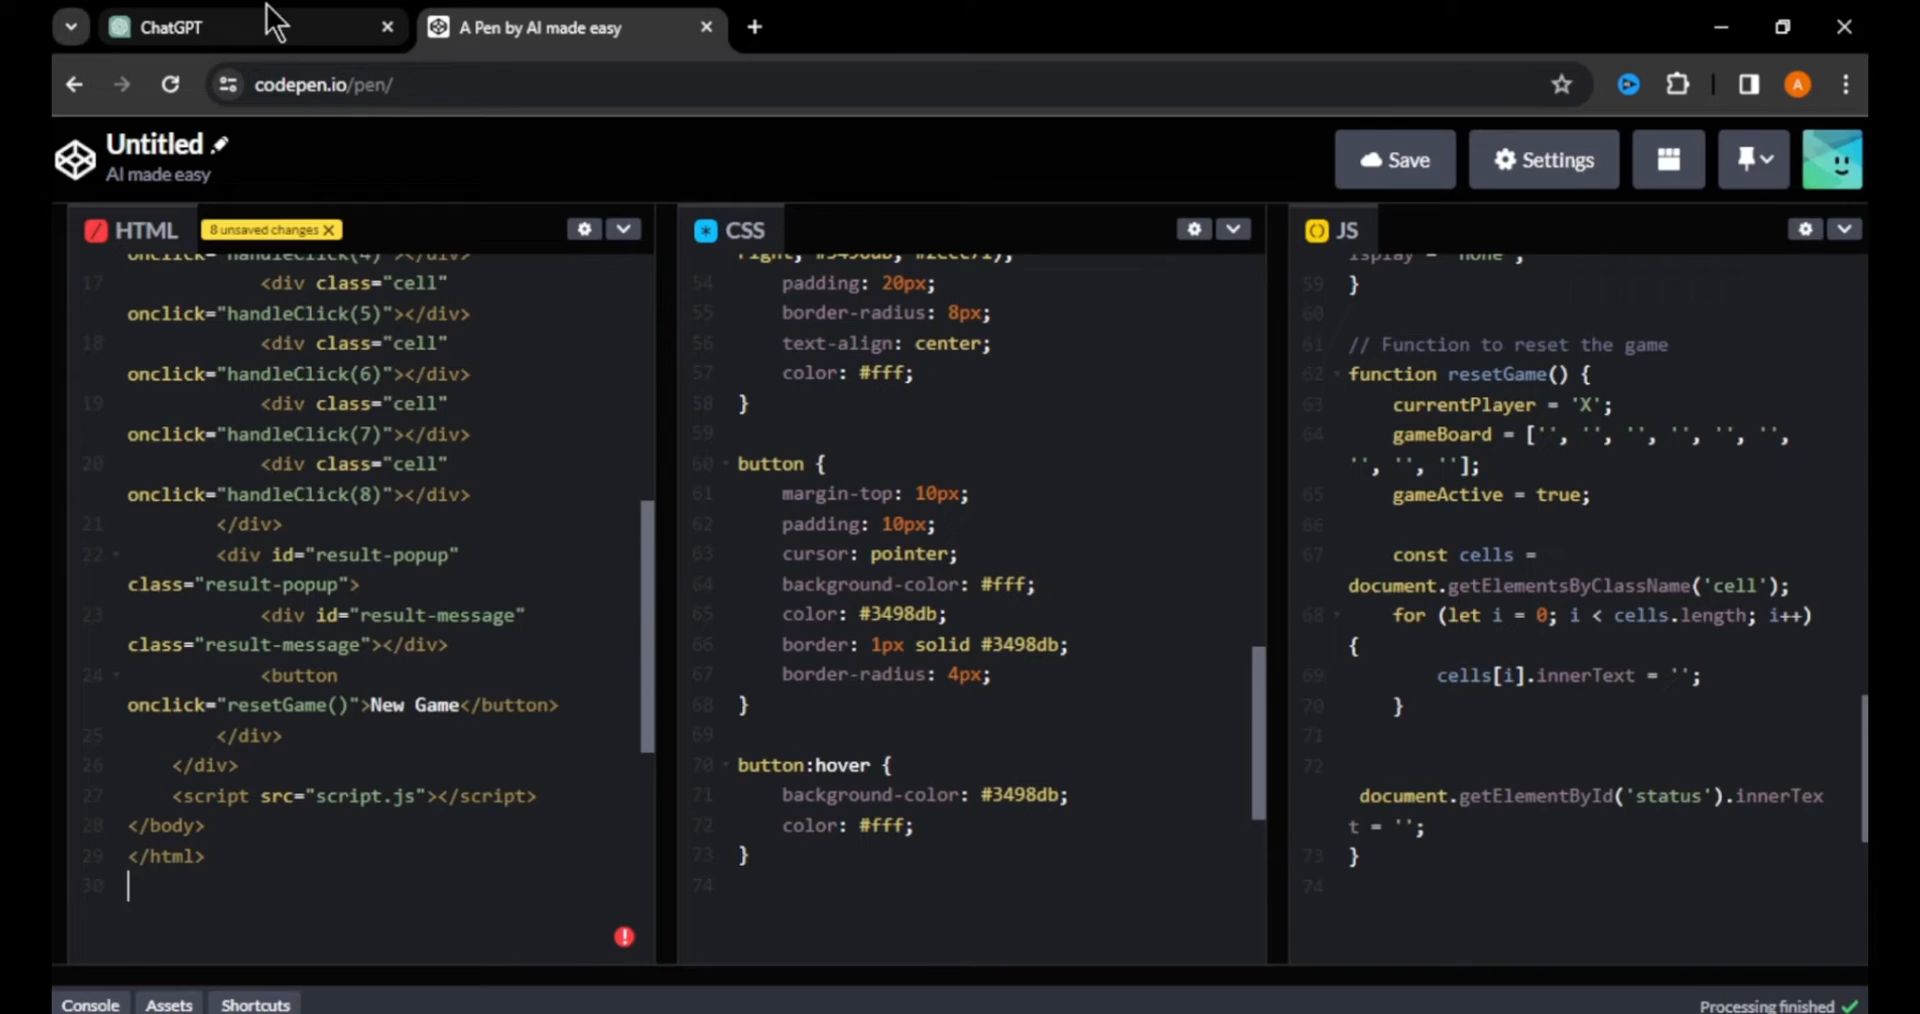 ChatGPT
A Pen by AI made easy
codepen.io/pen/
A
Untitled
AI made easy
Save
Settings
HTML
8 unsaved changes
onclick="handleClick(4)"></div>
17 <div class="cell"
onclick="handleClick(5)"></div>
18 <div class="cell"
onclick="handleClick(6)"></div>
19 <div class="cell"
onclick="handleClick(7)"></div>
20 <div class="cell"
onclick="handleClick(8)"></div>
21 </div>
22 <div id="result-popup"
class="result-popup">
23 <div id="result-message"
class="result-message"></div>
24 <button
onclick="resetGame()">New Game</button>
25 </div>
26 </div>
27 <script src="script.js"></script>
28 </body>
29 </html>
30
CSS
right, #3498db, #2ecc71);
54 padding: 20px;
55 border-radius: 8px;
56 text-align: center;
57 color: #fff;
58 }
59
60 button {
61 margin-top: 10px;
62 padding: 10px;
63 cursor: pointer;
64 background-color: #fff;
65 color: #3498db;
66 border: 1px solid #3498db;
67 border-radius: 4px;
68 }
69
70 button:hover {
71 background-color: #3498db;
72 color: #fff;
73 }
74
JS
isplay = 'none';
59 }
60
61 // Function to reset the game
62 function resetGame() {
63 currentPlayer = 'X';
64 gameBoard = ['', '', '', '', '', '',
'', '', ''];
65 gameActive = true;
66
67 const cells =
document.getElementsByClassName('cell');
68 for (let i = 0; i < cells.length; i++)
{
69 cells[i].innerText = '';
70 }
71
72
document.getElementById('status').innerTex
t = '';
73 }
74
Console
Assets
Shortcuts
Processing finished